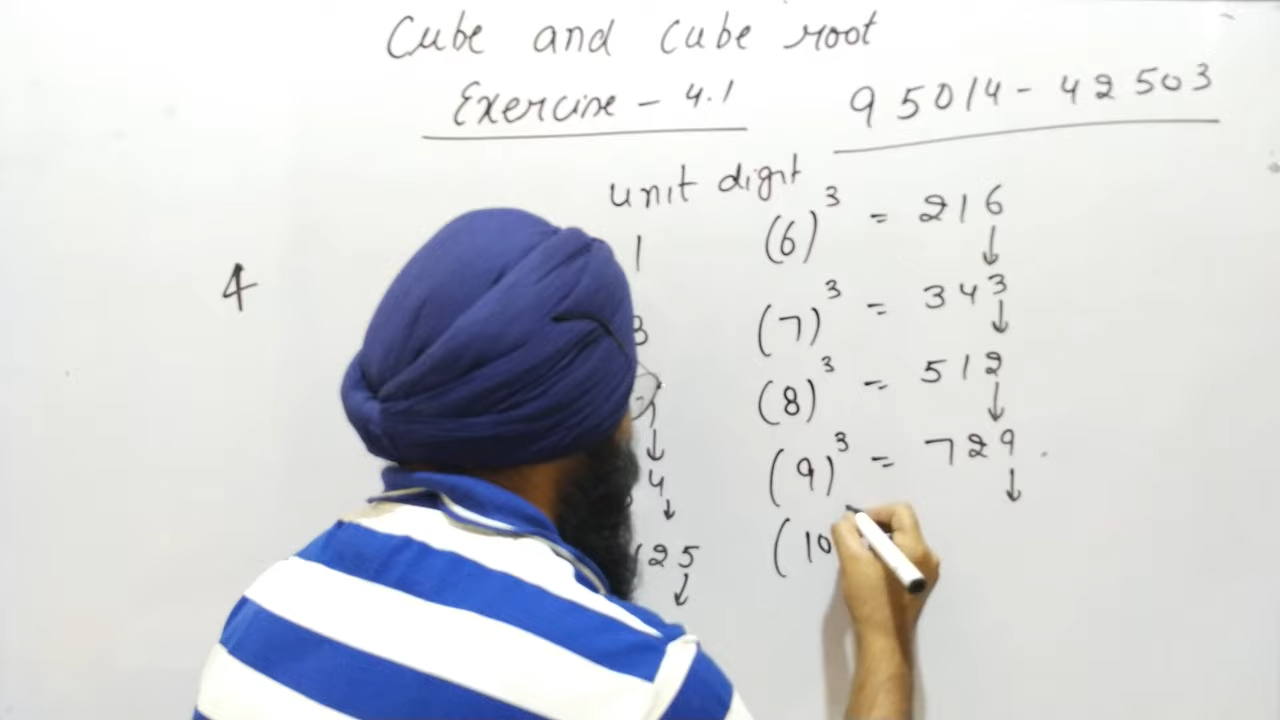 Cube and cube root
Exercise - 4.1
95014-42503
unit digit
4
1
8
4
125
(6)³ = 216
(7)³ = 343
(8)³ = 512
(9)³ = 729
(10